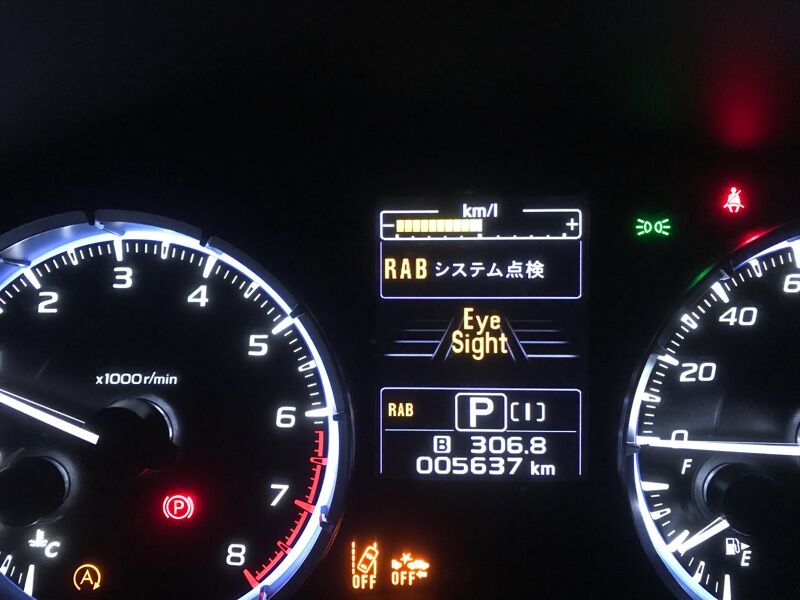 km/l
- +
RAB システム点検
Eye
Sight
RAB P [1]
B 306.8
005637 km
2
3
4
5
6
7
8
x1000r/min
P
C
A
OFF
OFF
0
20
40
6
F
E